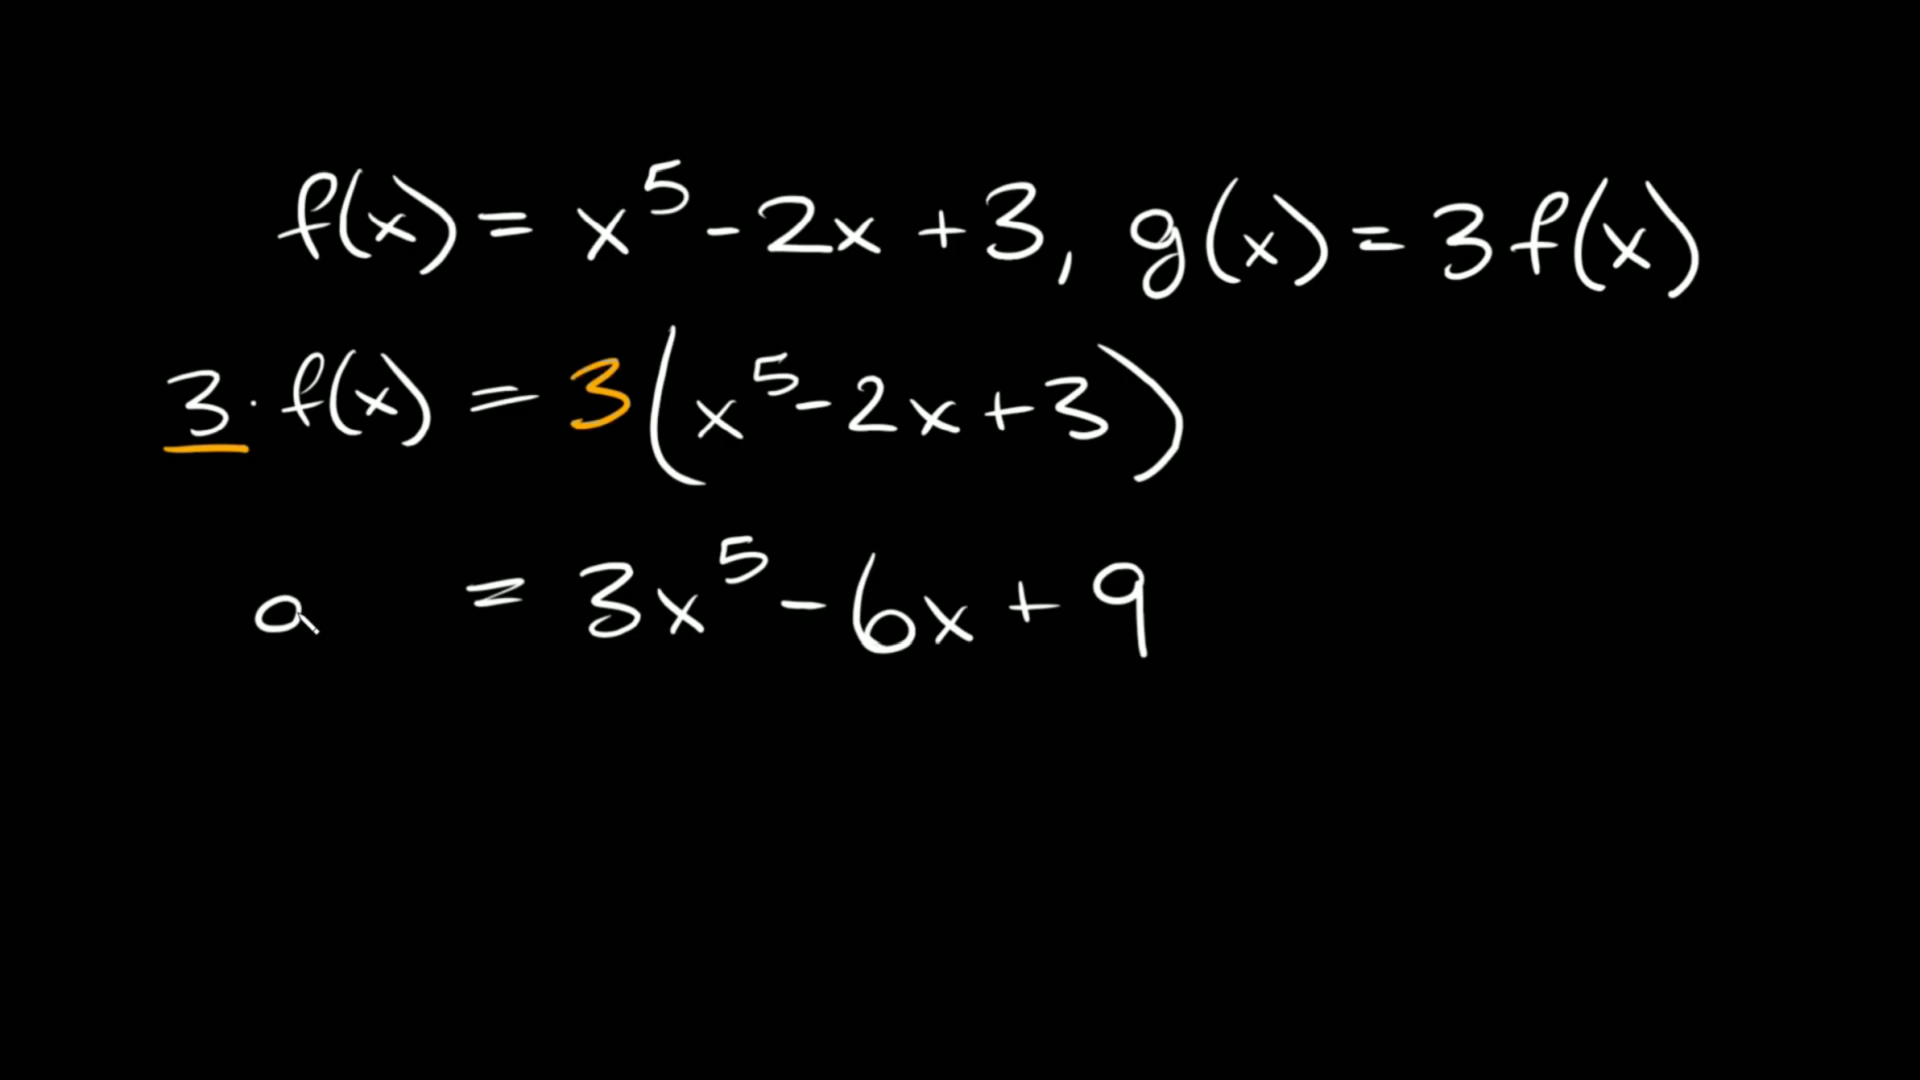 f(x) = x⁵ - 2x + 3, g(x) = 3f(x)
3 · f(x) = 3(x⁵ - 2x + 3)
a = 3x⁵ - 6x + 9